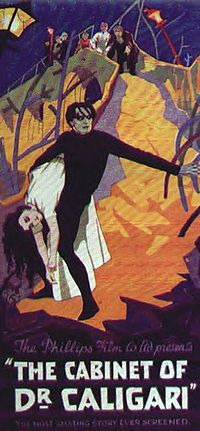 The Phillips Film Co Ltd presents
"THE CABINET OF
DR CALIGARI"
THE MOST AMAZING STORY EVER SCREENED.